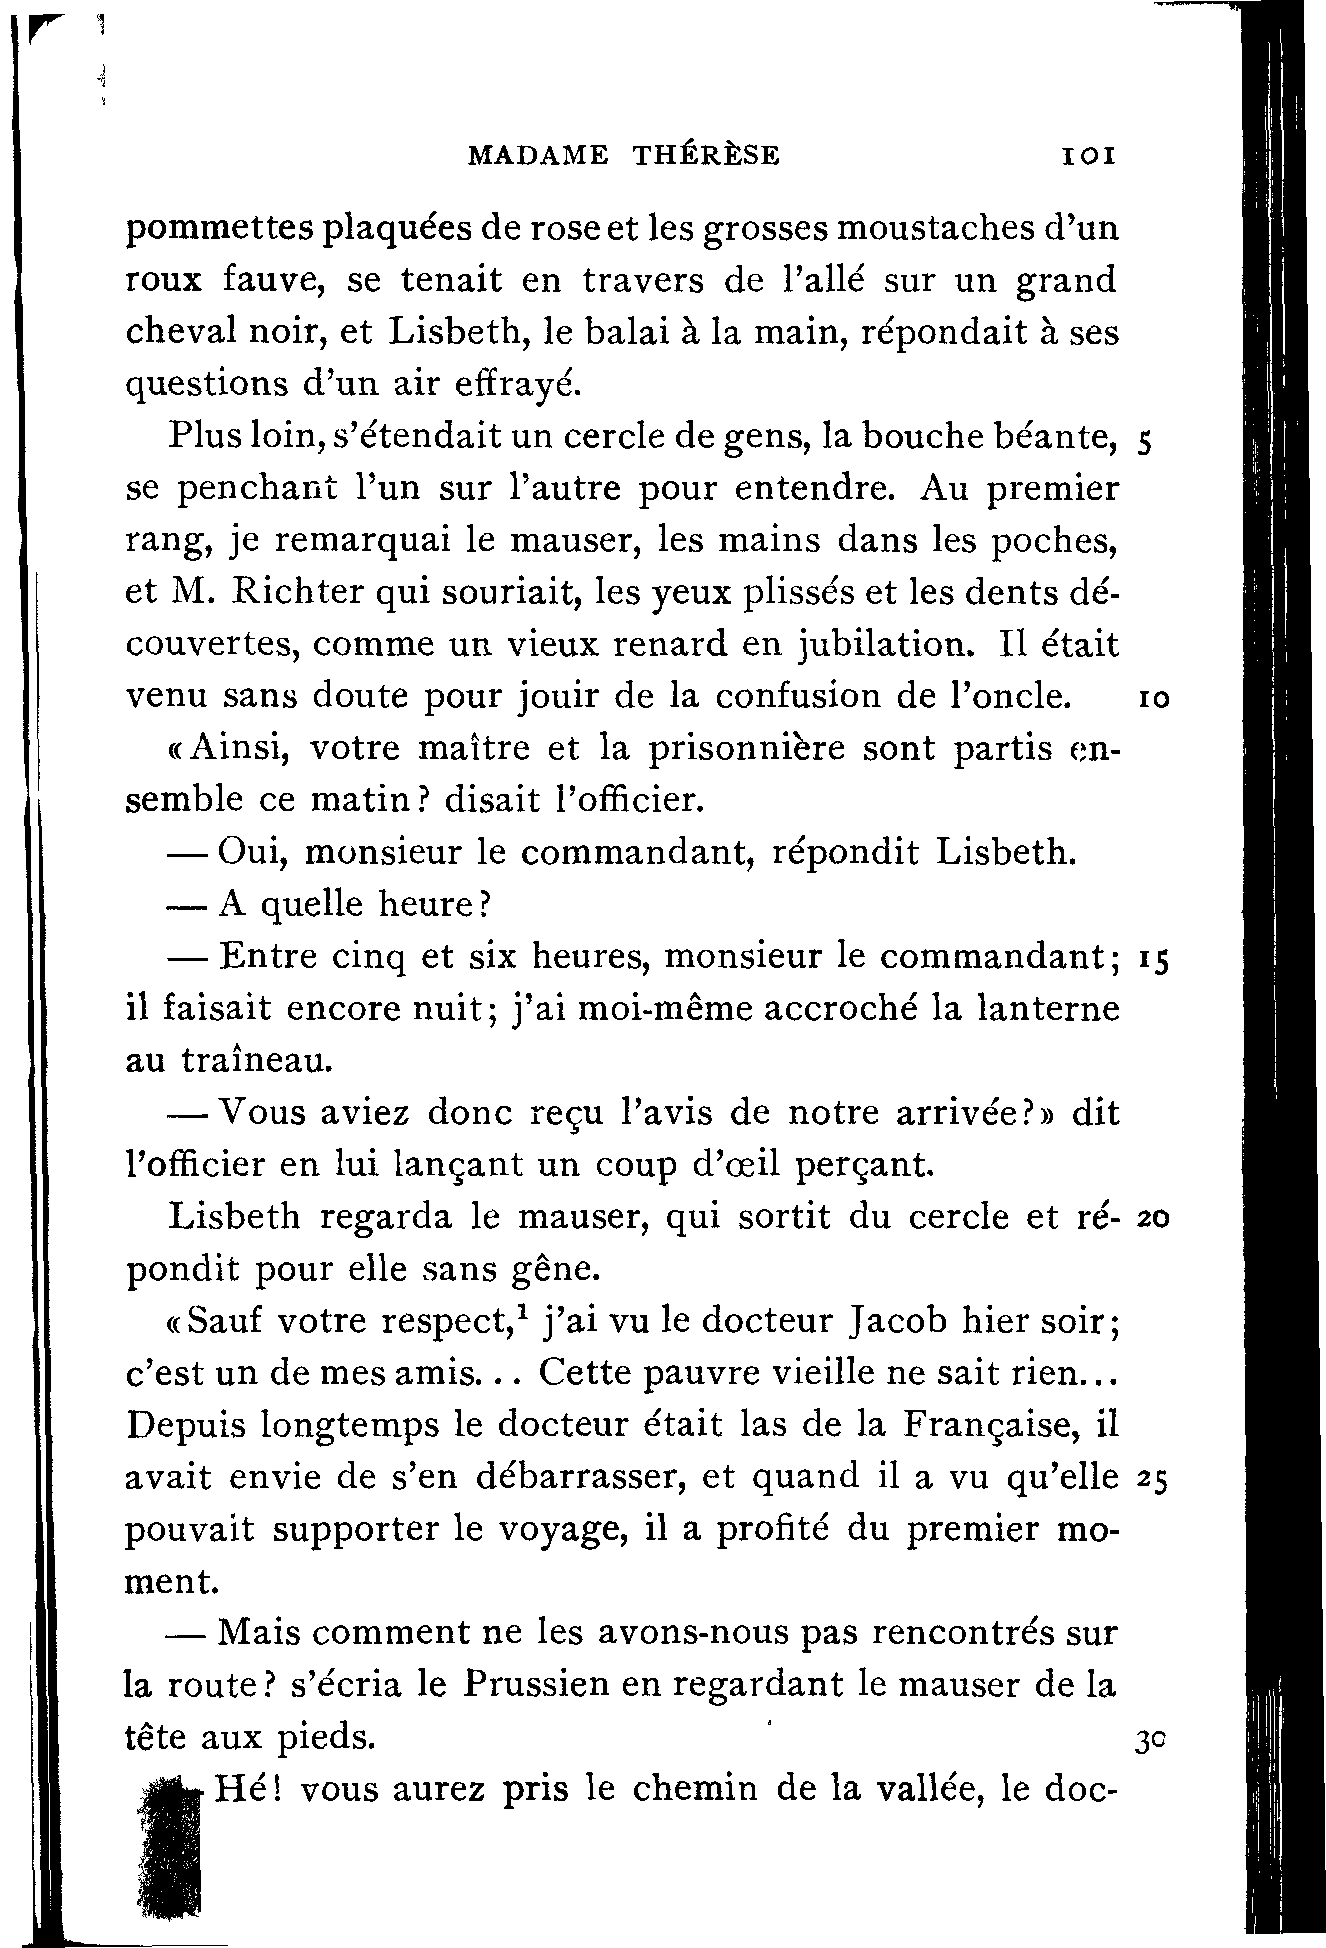 MADAME THÉRÈSE 101
pommettes plaquées de rose et les grosses moustaches d'un
roux fauve, se tenait en travers de l'allé sur un grand
cheval noir, et Lisbeth, le balai à la main, répondait à ses
questions d'un air effrayé.
Plus loin, s'étendait un cercle de gens, la bouche béante, 5
se penchant l'un sur l'autre pour entendre. Au premier
rang, je remarquai le mauser, les mains dans les poches,
et M. Richter qui souriait, les yeux plissés et les dents dé-
couvertes, comme un vieux renard en jubilation. Il était
venu sans doute pour jouir de la confusion de l'oncle. 10
«Ainsi, votre maître et la prisonnière sont partis en-
semble ce matin? disait l'officier.
— Oui, monsieur le commandant, répondit Lisbeth.
— A quelle heure?
— Entre cinq et six heures, monsieur le commandant; 15
il faisait encore nuit; j'ai moi-même accroché la lanterne
au traîneau.
— Vous aviez donc reçu l'avis de notre arrivée?» dit
l'officier en lui lançant un coup d'œil perçant.
Lisbeth regarda le mauser, qui sortit du cercle et ré- 20
pondit pour elle sans gêne.
«Sauf votre respect,¹ j'ai vu le docteur Jacob hier soir;
c'est un de mes amis... Cette pauvre vieille ne sait rien...
Depuis longtemps le docteur était las de la Française, il
avait envie de s'en débarrasser, et quand il a vu qu'elle 25
pouvait supporter le voyage, il a profité du premier mo-
ment.
— Mais comment ne les avons-nous pas rencontrés sur
la route? s'écria le Prussien en regardant le mauser de la
tête aux pieds. 30
Hé! vous aurez pris le chemin de la vallée, le doc-